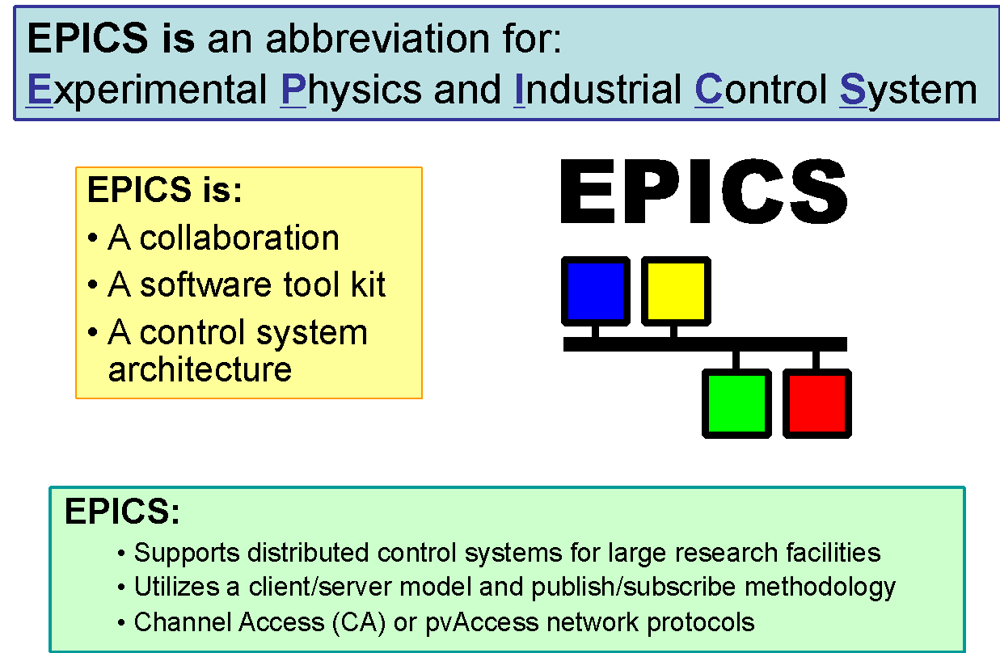 EPICS is an abbreviation for:
Experimental Physics and Industrial Control System
EPICS is:
• A collaboration
• A software tool kit
• A control system
architecture
EPICS
EPICS:
• Supports distributed control systems for large research facilities
• Utilizes a client/server model and publish/subscribe methodology
• Channel Access (CA) or pvAccess network protocols